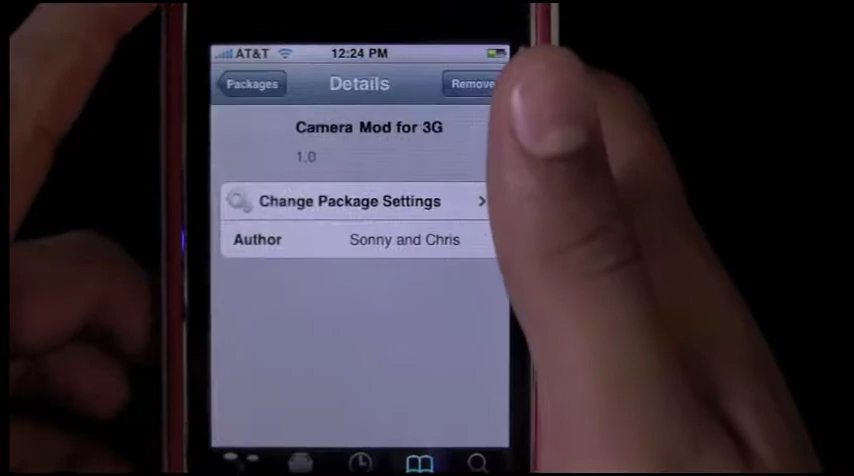 AT&T 12:24 PM
Packages Details Remove
Camera Mod for 3G
1.0
Change Package Settings
Author Sonny and Chris